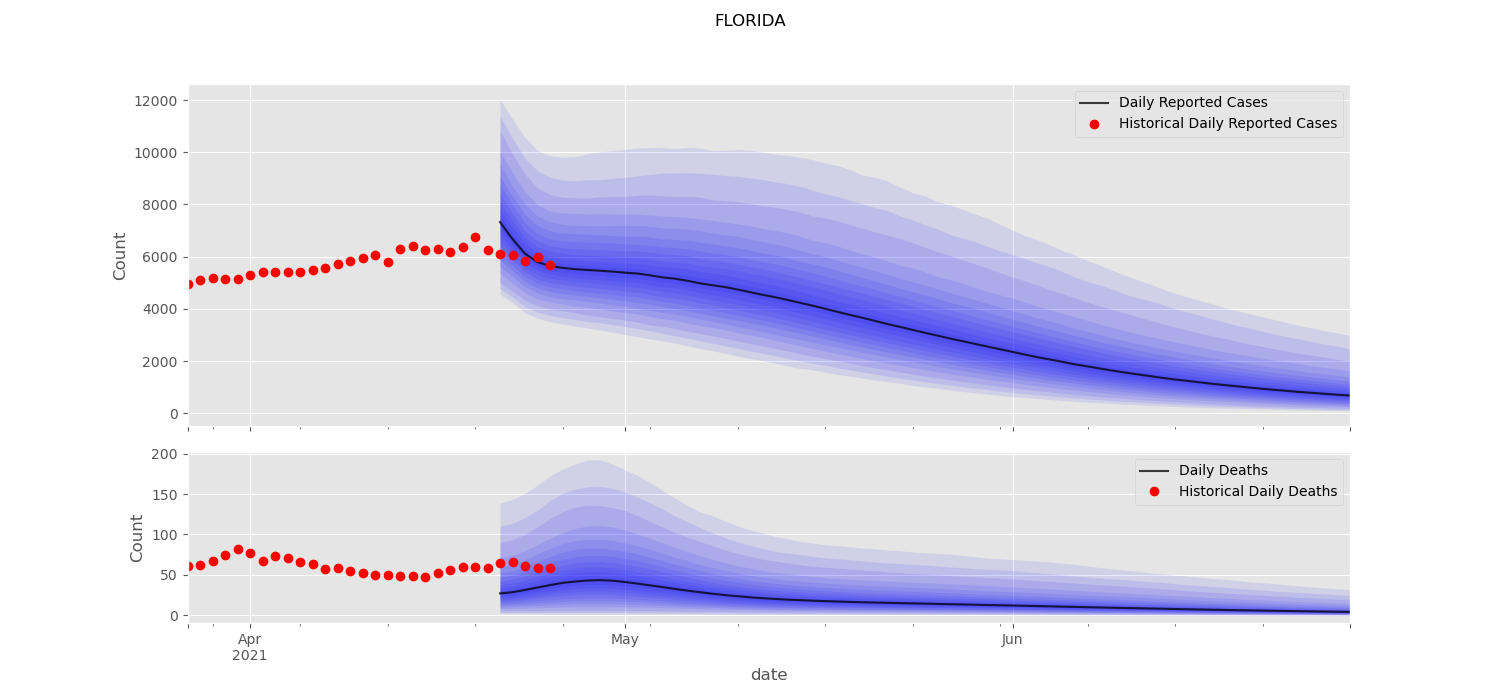 FLORIDA
12000
10000
8000
6000
4000
2000
0
Count
Daily Reported Cases
Historical Daily Reported Cases
200
150
100
50
0
Count
Daily Deaths
Historical Daily Deaths
Apr
2021
May
Jun
date